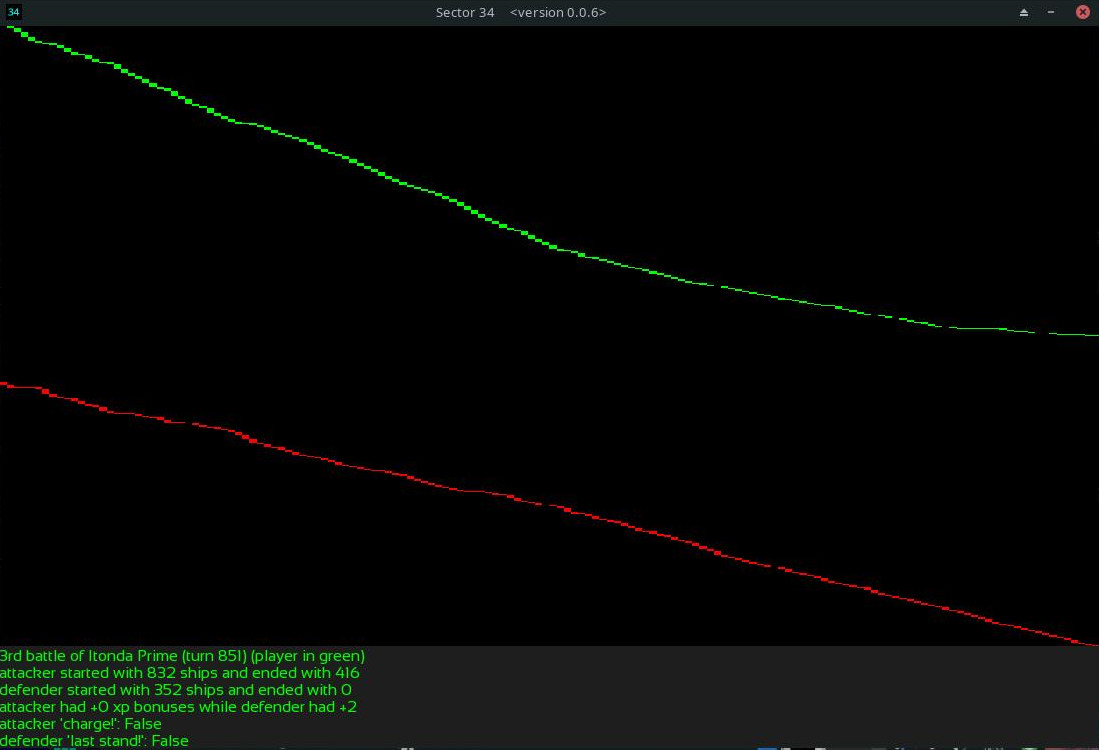 34 Sector 34 <version 0.0.6>
3rd battle of Itonda Prime (turn 851) (player in green)
attacker started with 832 ships and ended with 416
defender started with 352 ships and ended with 0
attacker had +0 xp bonuses while defender had +2
attacker 'charge!': False
defender 'last stand!': False